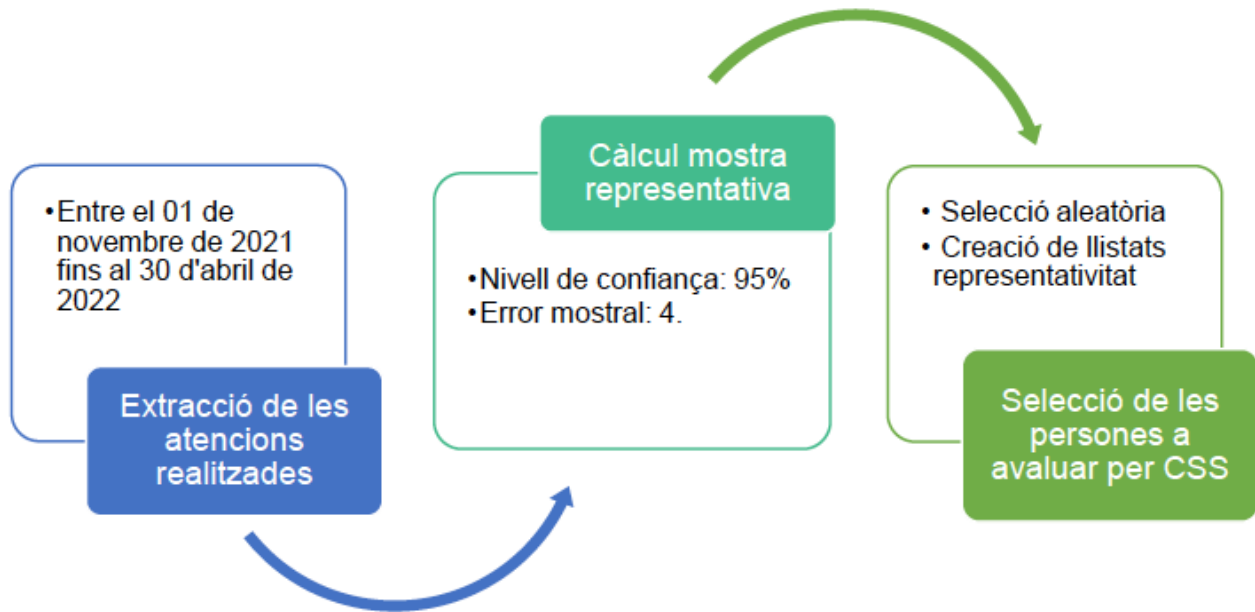 •Entre el 01 de
novembre de 2021
fins al 30 d'abril de
2022
Extracció de les
atencions
realitzades
Càlcul mostra
representativa
•Nivell de confiança: 95%
•Error mostral: 4.
• Selecció aleatòria
• Creació de llistats
representativitat
Selecció de les
persones a
avaluar per CSS